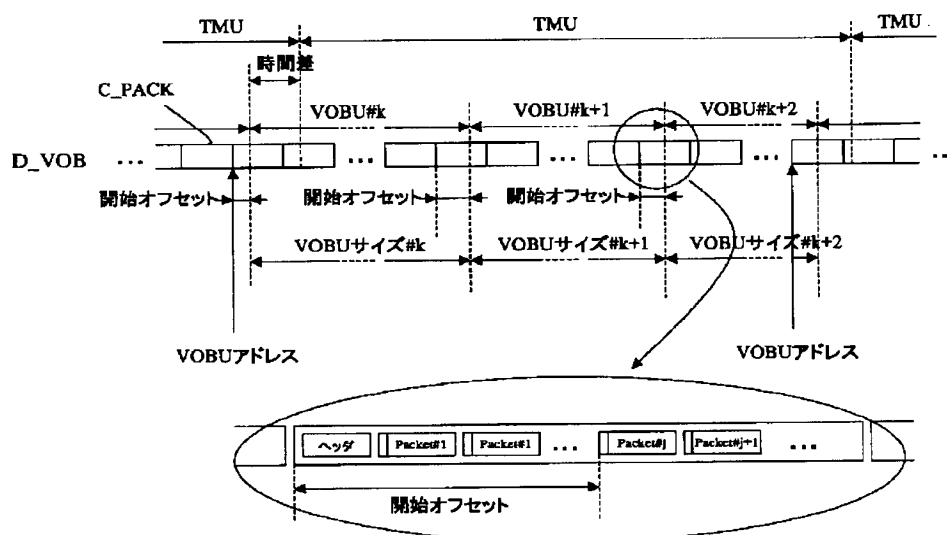 TMU TMU TMU
時間差
C_PACK
VOBU#k VOBU#k+1 VOBU#k+2
D_VOB ... ... ... ... ...
開始オフセット 開始オフセット 開始オフセット
VOBUサイズ#k VOBUサイズ#k+1 VOBUサイズ#k+2
VOBUアドレス VOBUアドレス
ヘッダ Packet#1 Packet#1 ... Packet#j Packet#j+1 ...
開始オフセット